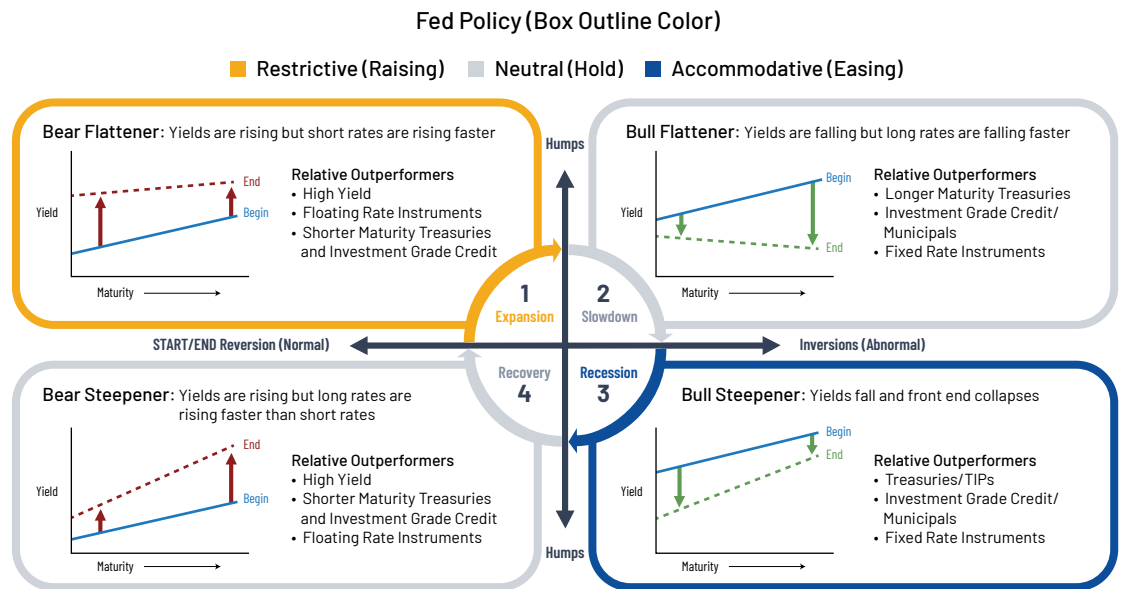 Fed Policy (Box Outline Color)
Restrictive (Raising) Neutral (Hold) Accommodative (Easing)
Bear Flattener: Yields are rising but short rates are rising faster
Yield
End
Begin
Maturity
Relative Outperformers
• High Yield
• Floating Rate Instruments
• Shorter Maturity Treasuries
and Investment Grade Credit
Humps
Bull Flattener: Yields are falling but long rates are falling faster
Yield
Begin
End
Maturity
Relative Outperformers
• Longer Maturity Treasuries
• Investment Grade Credit/
Municipals
• Fixed Rate Instruments
1
Expansion
2
Slowdown
START/END Reversion (Normal)
Inversions (Abnormal)
Recovery
4
Recession
3
Bear Steepener: Yields are rising but long rates are
rising faster than short rates
Yield
End
Begin
Maturity
Relative Outperformers
• High Yield
• Shorter Maturity Treasuries
and Investment Grade Credit
• Floating Rate Instruments
Humps
Bull Steepener: Yields fall and front end collapses
Yield
Begin
End
Maturity
Relative Outperformers
• Treasuries/TIPs
• Investment Grade Credit/
Municipals
• Fixed Rate Instruments